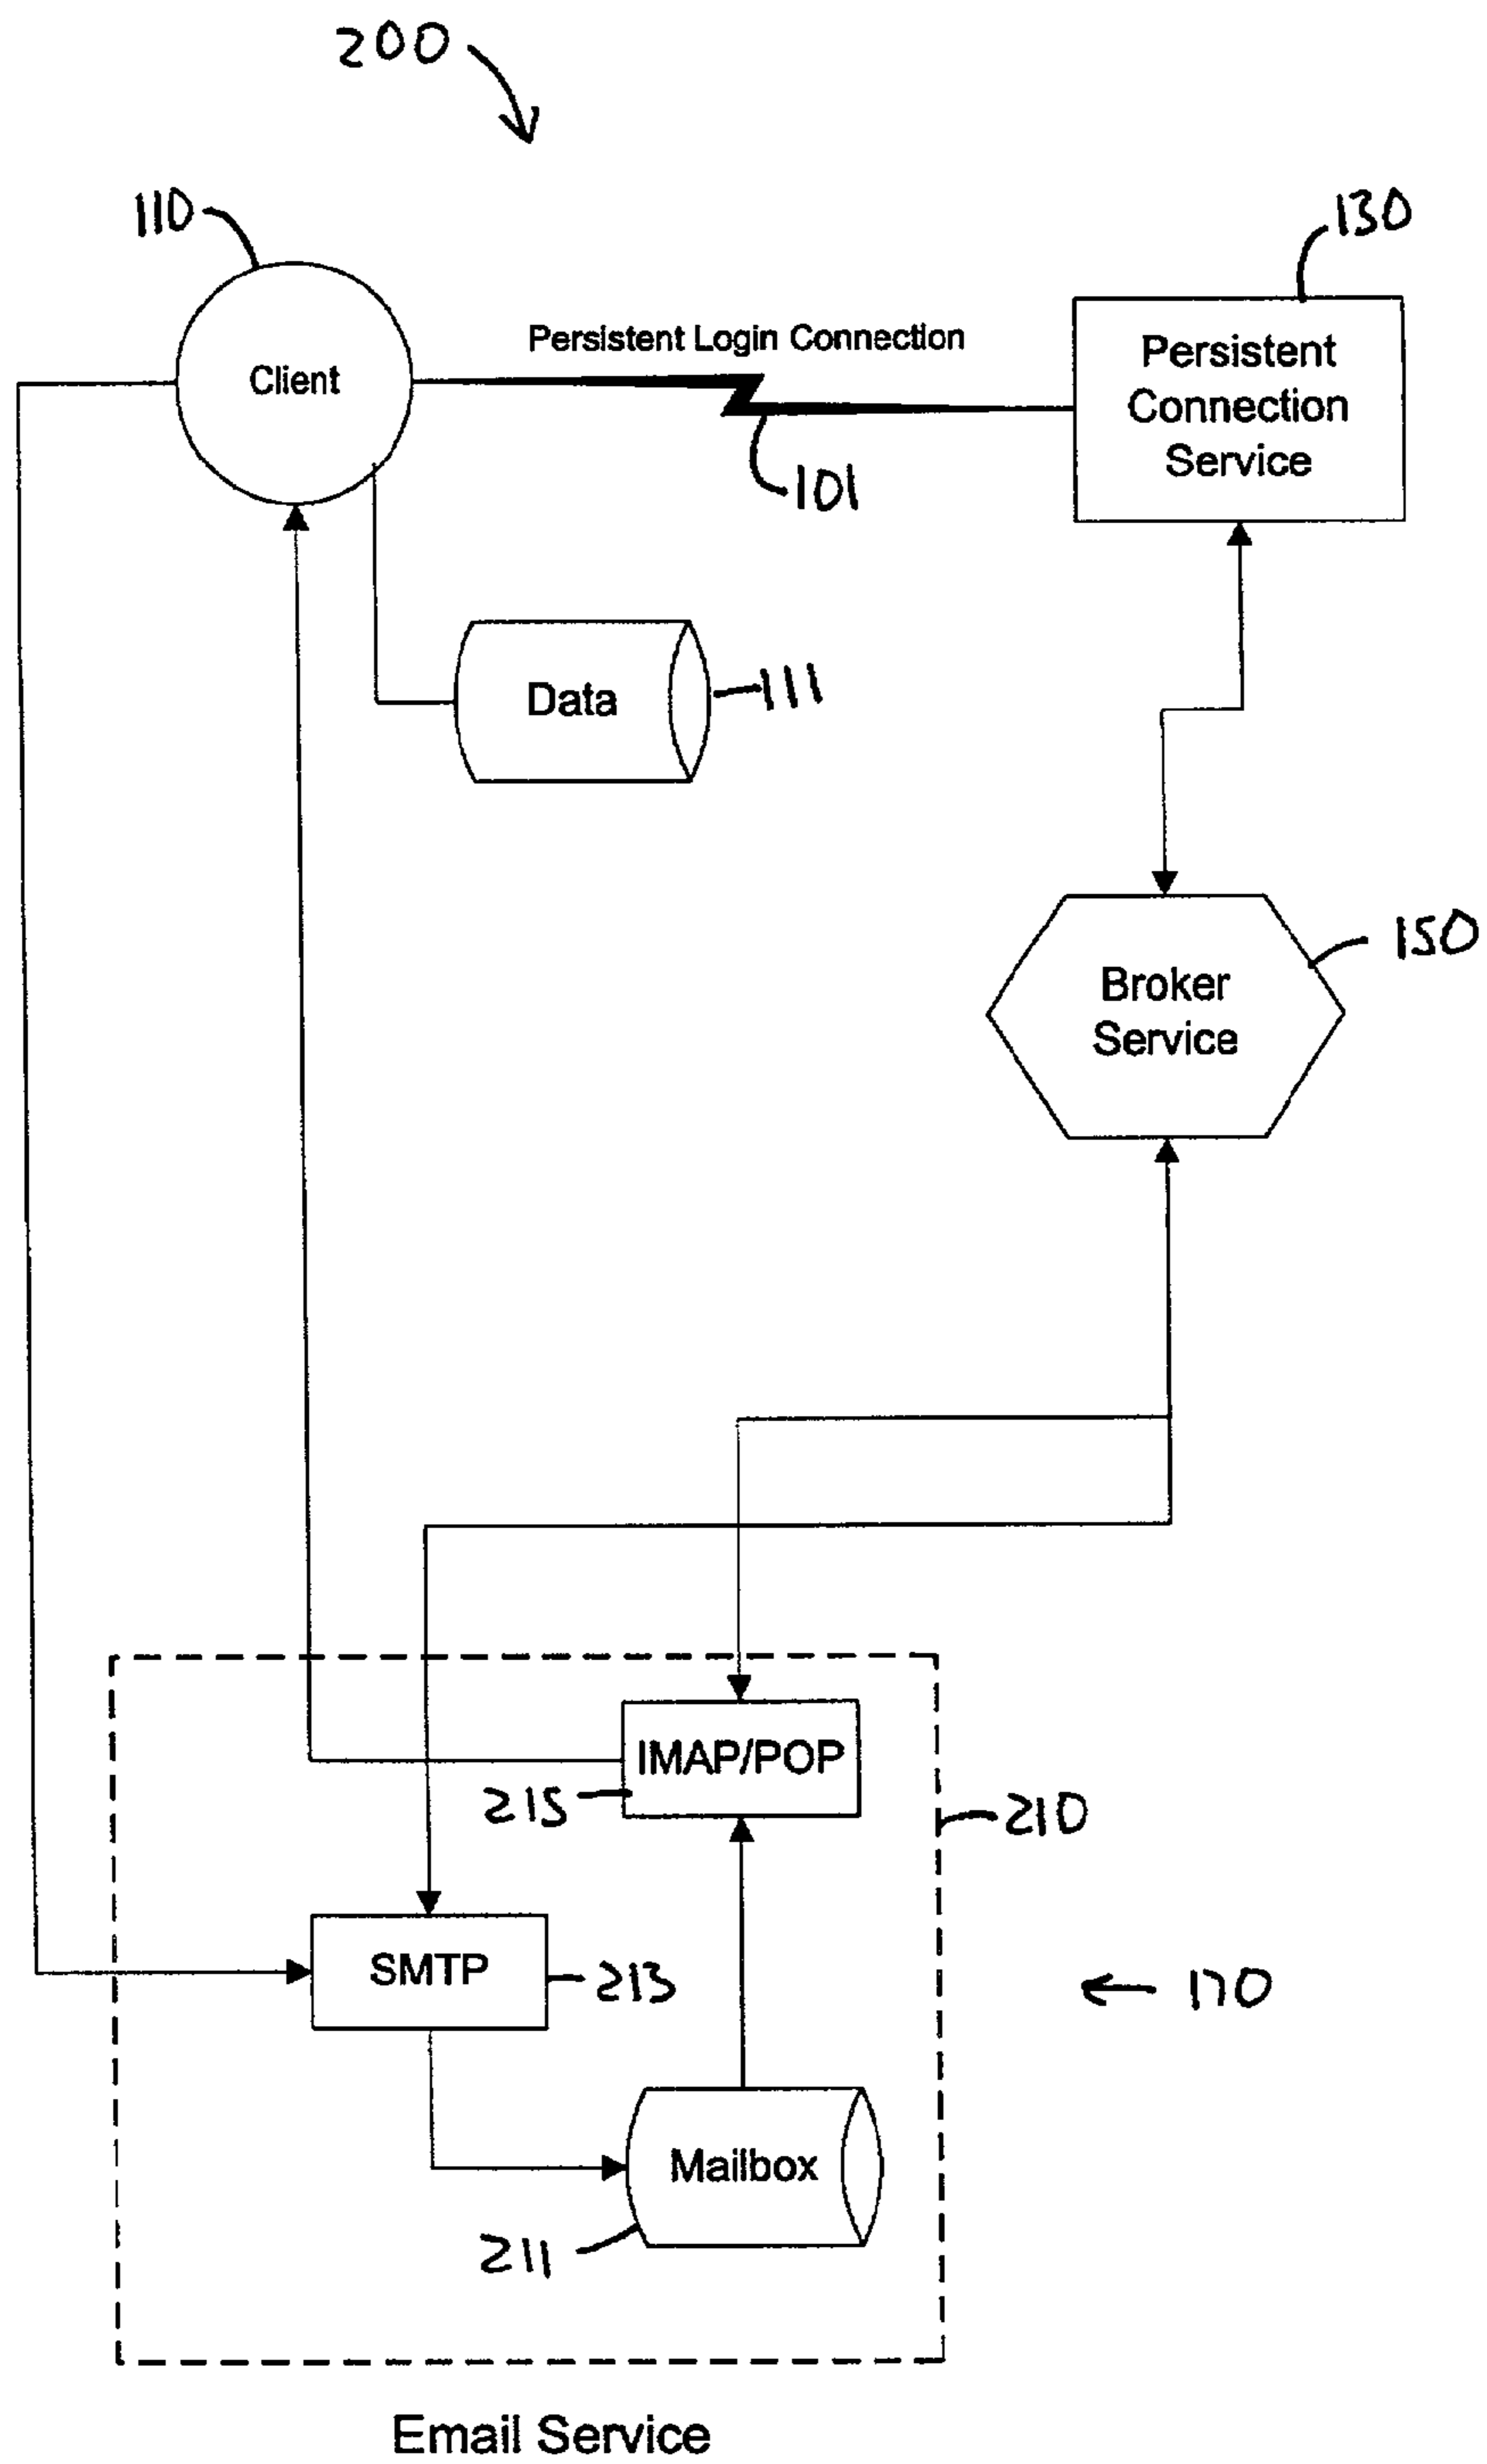 200
110
130
Persistent Login Connection
Client
Persistent
Connection
Service
101
Data
111
150
Broker
Service
IMAP/POP
215
210
SMTP
213
170
Mailbox
211
Email Service